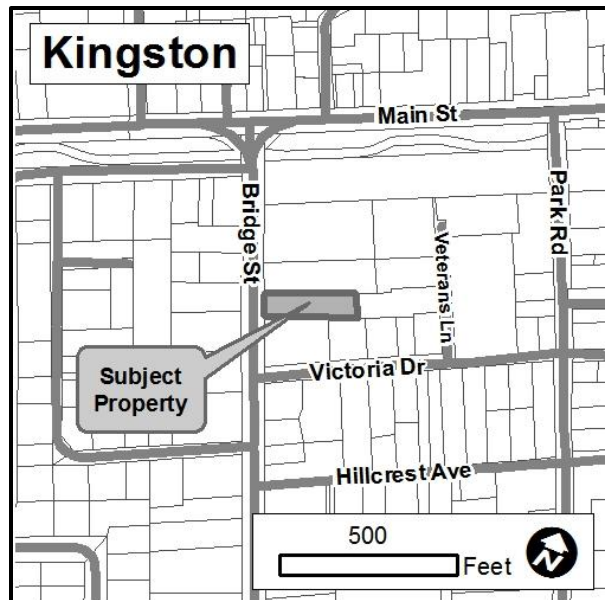 Kingston
Main St
Bridge St
Park Rd
Veterans Ln
Subject
Property
Victoria Dr
Hillcrest Ave
500
Feet
N